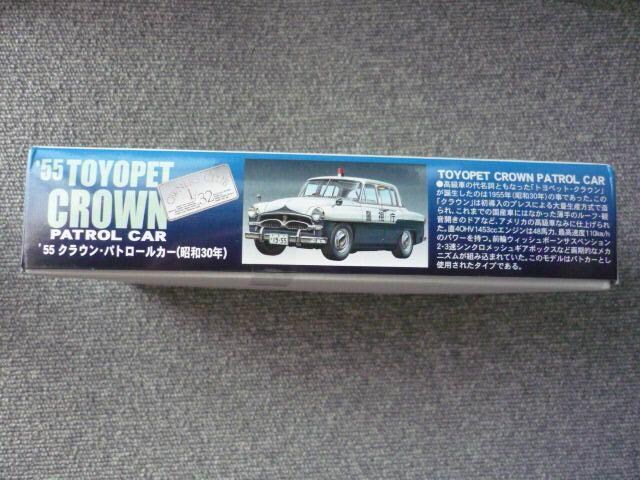 '55 TOYOPET
CROWN
PATROL CAR
'55 クラウン・パトロールカー(昭和30年)
1/32
警視庁
TOYOPET CROWN PATROL CAR
●高級車の代名詞ともなった「トヨペット・クラウン」
が誕生したのは1955年(昭和30年)の事であった。この
「クラウン」は初導入のプレスによる大量生産方式で造
られ、これまでの国産車にはなかった薄手のルーフ・観
音開きのドアなど、アメリカの高級車なみに仕上げられ
た。直4OHV1453ccエンジンは48馬力、最高速度110km/h
のパワーを持つ。前輪ウィッシュボーンサスペンション
2・3速シンクロメッシュギアボックスなど画期的なメカ
ニズムが組み込まれていた。このモデルはパトカーとし
使用されたタイプである。